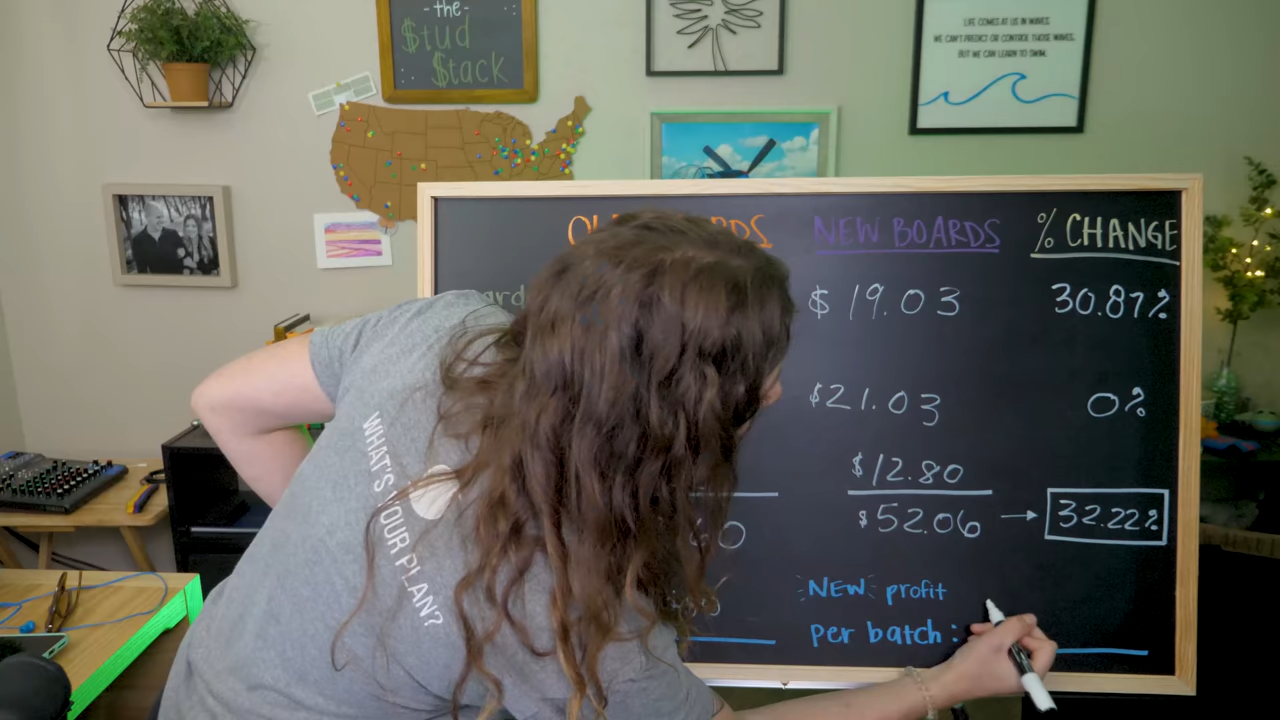 -the-
$tud
$tack
LIFE COMES AT US IN WAVES.
WE CAN'T PREDICT OR CONTROL THOSE WAVES.
BUT WE CAN LEARN TO SWIM.
NEW BOARDS
% CHANGE
$ 19.03
30.87%
$21.03
0%
$12.80
$52.06 → 32.22%
NEW profit
per batch:
WHAT'S YOUR PLAN?